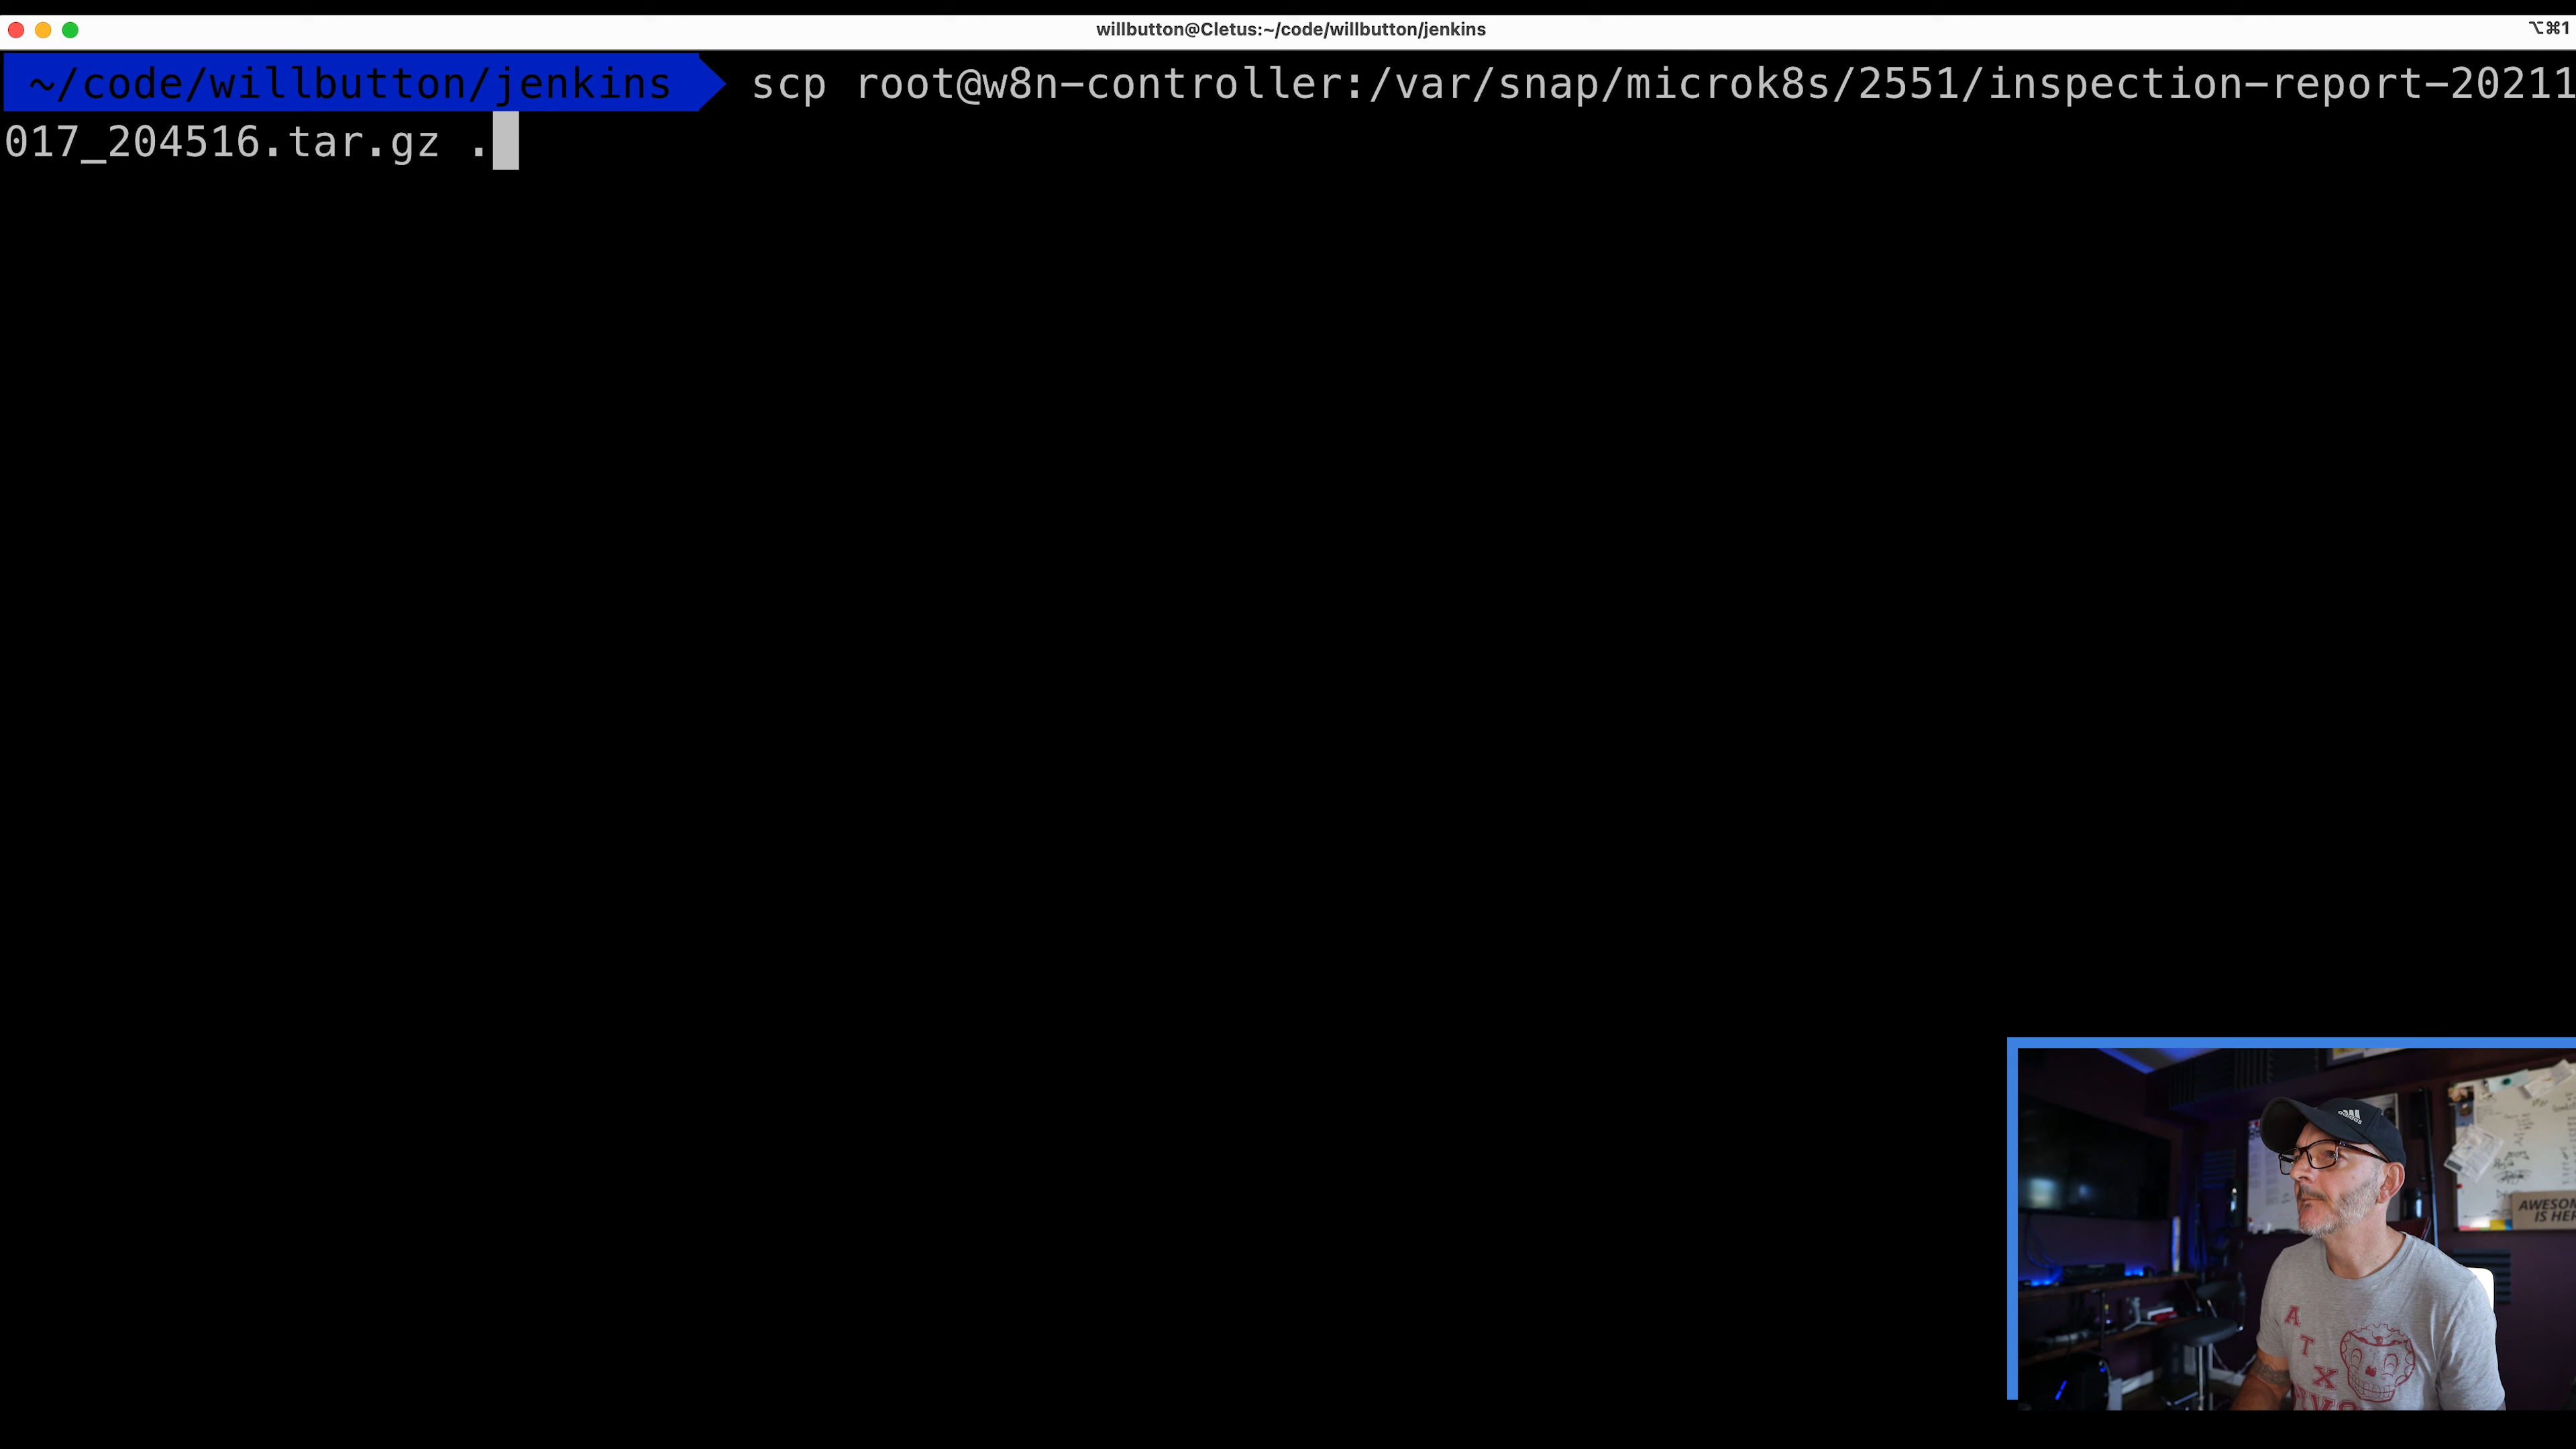 willbutton@Cletus:~/code/willbutton/jenkins
⌥⌘1
~/code/willbutton/jenkins scp root@w8n-controller:/var/snap/microk8s/2551/inspection-report-20211
017_204516.tar.gz .
AWESOM
IS HER
A
T
X